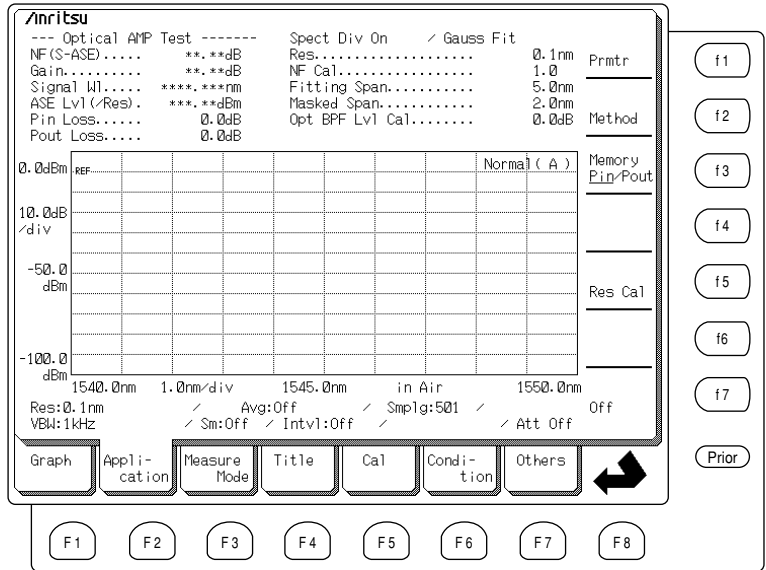 Anritsu
--- Optical AMP Test ------- Spect Div On / Gauss Fit
NF(S-ASE)..... **.**dB Res.................... 0.1nm
Gain.......... **.**dB NF Cal................. 1.0
Signal Wl..... ****.***nm Fitting Span........... 5.0nm
ASE Lvl(/Res). ***.**dBm Masked Span............ 2.0nm
Pin Loss...... 0.0dB Opt BPF Lvl Cal........ 0.0dB
Pout Loss..... 0.0dB
Prmtr
Method
Memory
Pin/Pout
Res Cal
Off
0.0dBm REF Normal( A )
10.0dB
/div
-50.0
dBm
-100.0
dBm
1540.0nm 1.0nm/div 1545.0nm in Air 1550.0nm
Res:0.1nm / Avg:Off / Smplg:501 /
VBW:1kHz / Sm:Off / Intvl:Off / / Att Off
Graph
Appli-
cation
Measure
Mode
Title
Cal
Condi-
tion
Others
f1
f2
f3
f4
f5
f6
f7
Prior
F1 F2 F3 F4 F5 F6 F7 F8